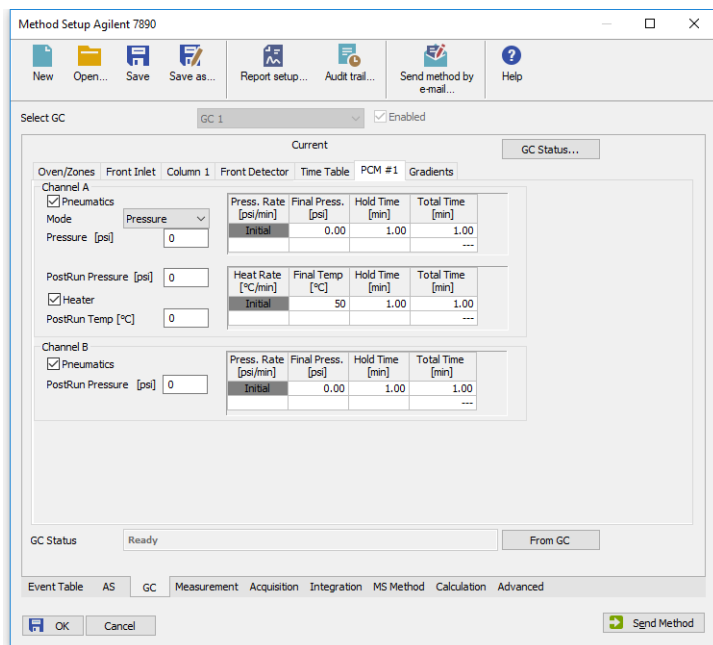 Method Setup Agilent 7890
New Open... Save Save as... Report setup... Audit trail... Send method by e-mail... Help
Select GC GC 1 Enabled
Current
GC Status...
Oven/Zones Front Inlet Column 1 Front Detector Time Table PCM #1 Gradients
Channel A
Pneumatics
Mode Pressure
Pressure [psi] 0
Press. Rate [psi/min] Final Press. [psi] Hold Time [min] Total Time [min]
Initial 0.00 1.00 1.00
---
PostRun Pressure [psi] 0
Heater
PostRun Temp [°C] 0
Heat Rate [°C/min] Final Temp [°C] Hold Time [min] Total Time [min]
Initial 50 1.00 1.00
---
Channel B
Pneumatics
PostRun Pressure [psi] 0
Press. Rate [psi/min] Final Press. [psi] Hold Time [min] Total Time [min]
Initial 0.00 1.00 1.00
---
GC Status Ready From GC
Event Table AS GC Measurement Acquisition Integration MS Method Calculation Advanced
OK Cancel Send Method